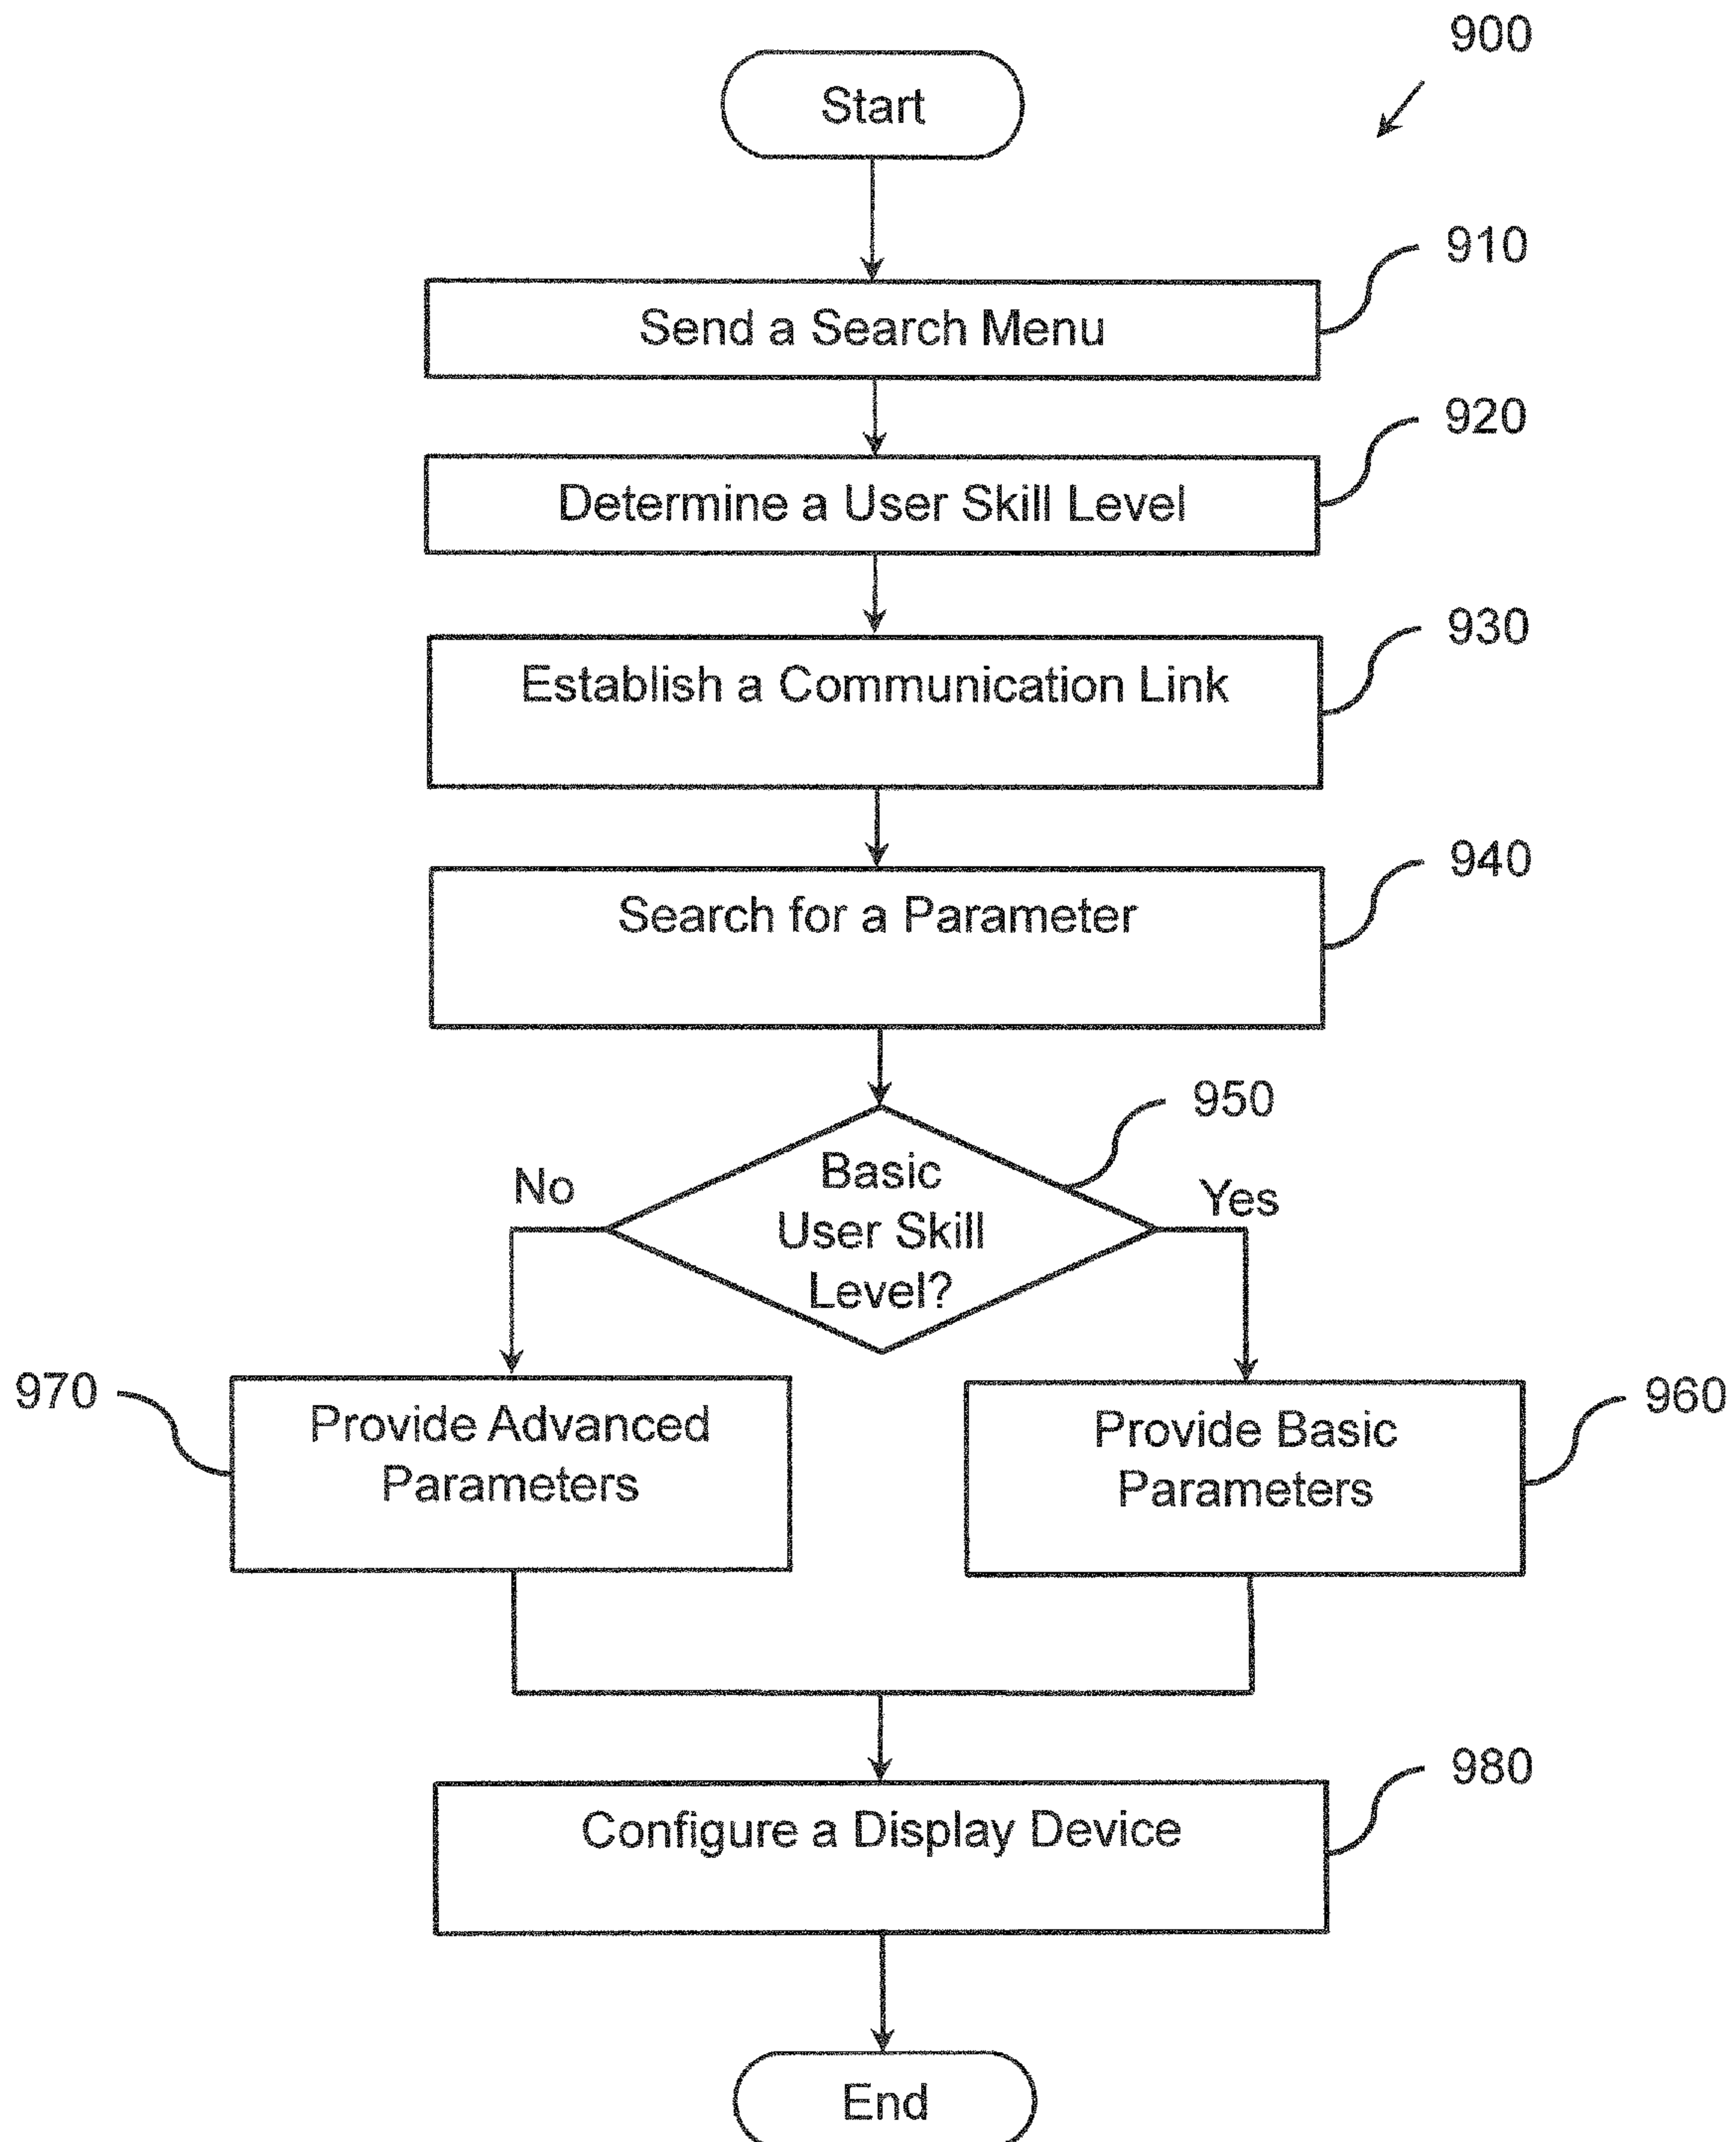 900
Start
910
Send a Search Menu
920
Determine a User Skill Level
930
Establish a Communication Link
940
Search for a Parameter
950
No
Basic
User Skill
Level?
Yes
970
Provide Advanced
Parameters
960
Provide Basic
Parameters
980
Configure a Display Device
End